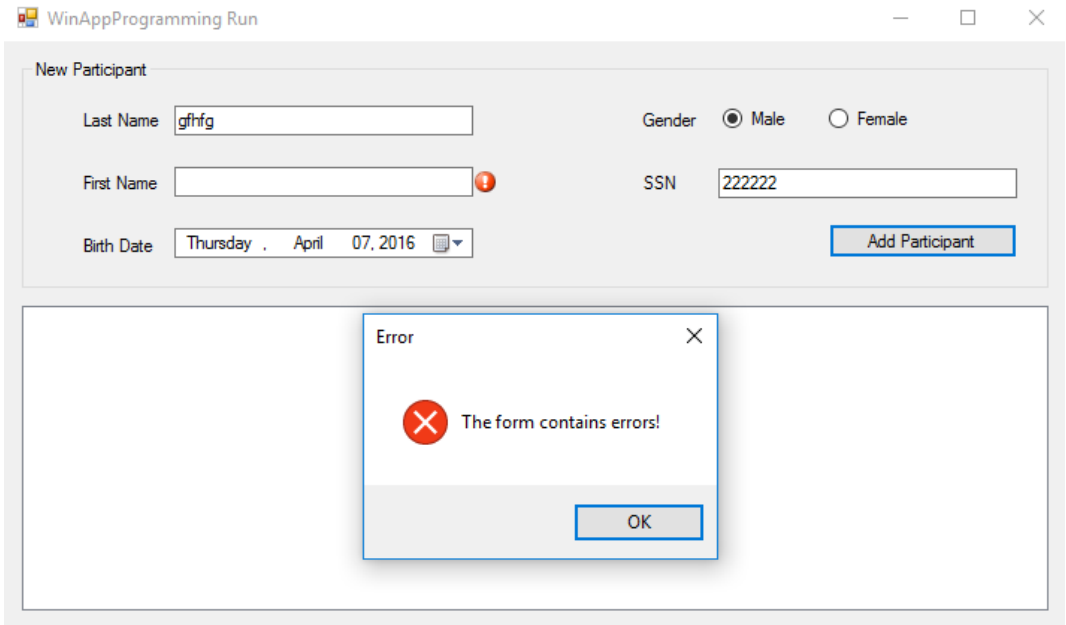 WinAppProgramming Run
New Participant
Last Name gfhfg Gender Male Female
First Name SSN 222222
Birth Date Thursday , April 07, 2016 Add Participant
Error
The form contains errors!
OK